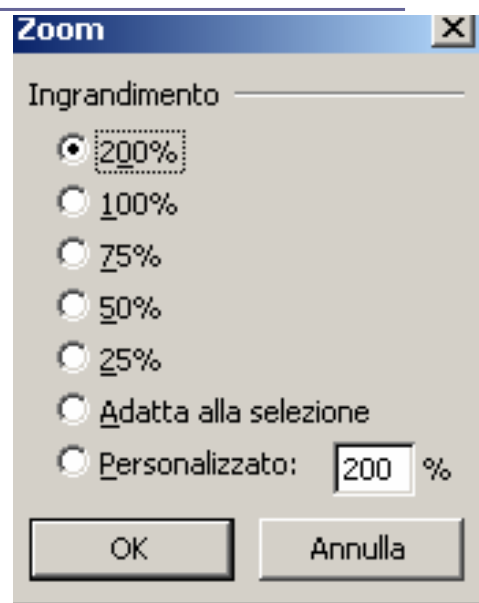 Zoom
Ingrandimento
200%
100%
75%
50%
25%
Adatta alla selezione
Personalizzato: 200 %
OK Annulla